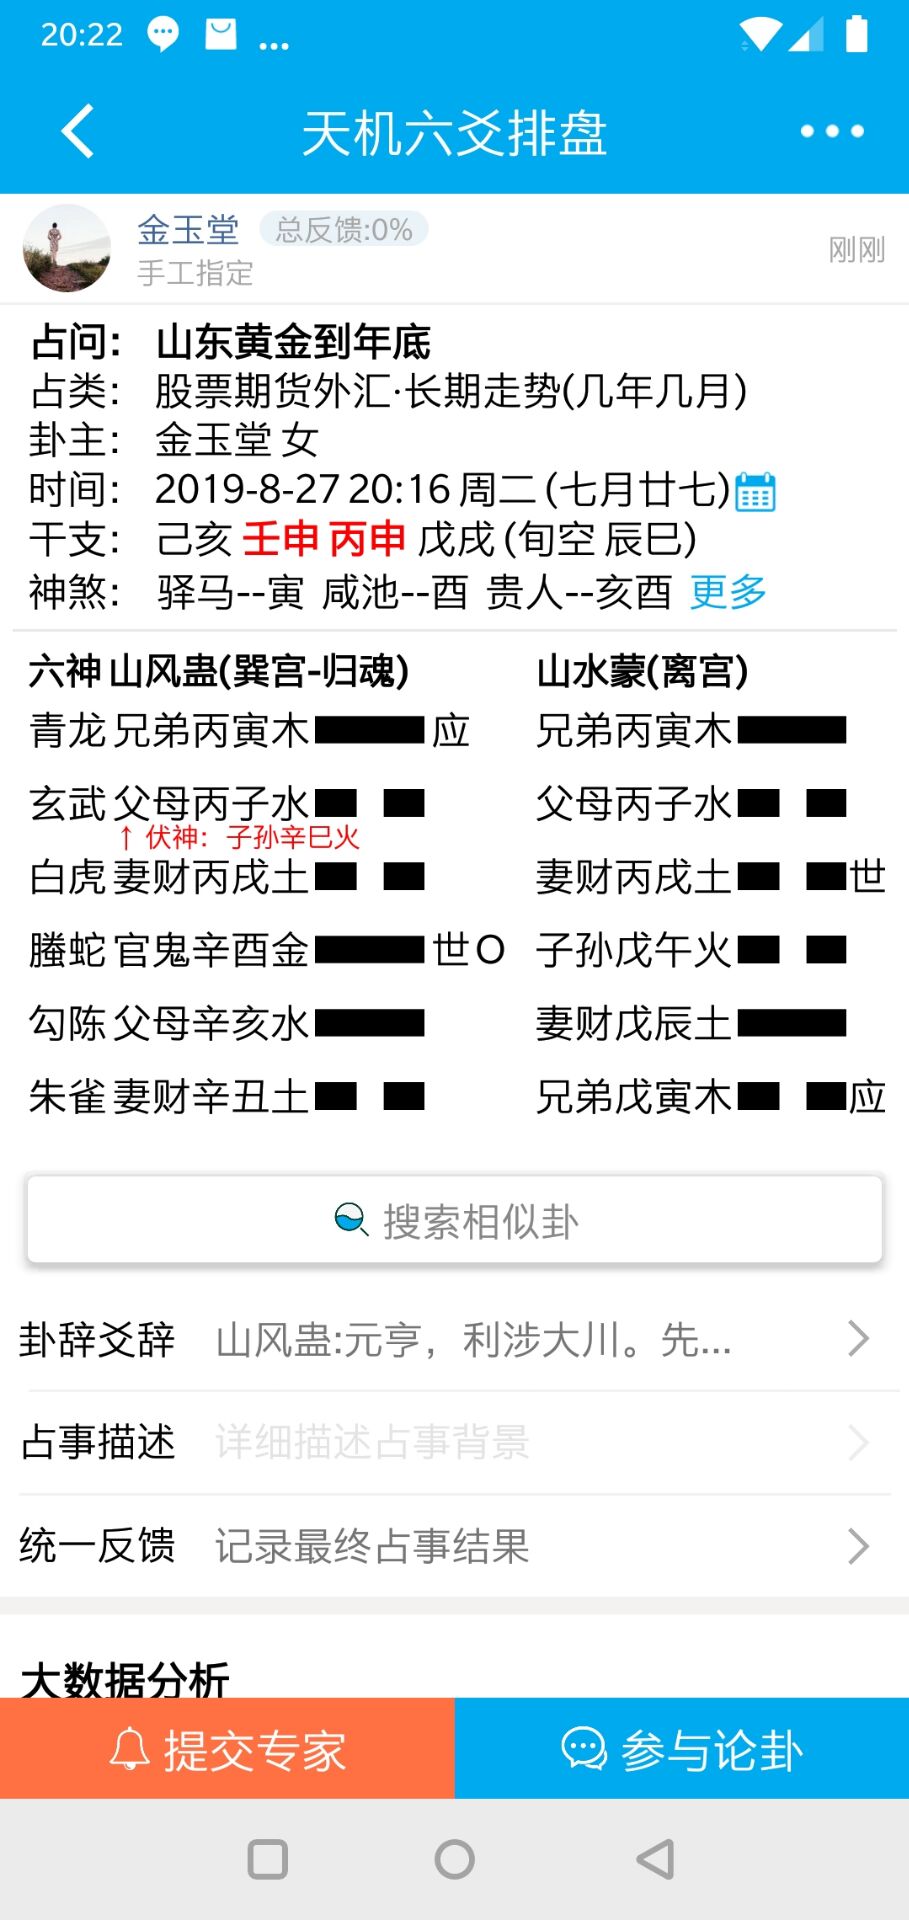 20:22 ...
天机六爻排盘
金玉堂 总反馈:0%
手工指定
刚刚
占问: 山东黄金到年底
占类: 股票期货外汇·长期走势(几年几月)
卦主: 金玉堂 女
时间: 2019-8-27 20:16 周二 (七月廿七)
干支: 己亥 壬申 丙申 戊戌 (旬空 辰巳)
神煞: 驿马--寅 咸池--酉 贵人--亥酉 更多
六神 山风蛊(巽宫-归魂) 山水蒙(离宫)
青龙 兄弟丙寅木 应 兄弟丙寅木
玄武 父母丙子水 父母丙子水
↑ 伏神: 子孙辛巳火
白虎 妻财丙戌土 妻财丙戌土 世
螣蛇 官鬼辛酉金 世 O 子孙戊午火
勾陈 父母辛亥水 妻财戊辰土
朱雀 妻财辛丑土 兄弟戊寅木 应
搜索相似卦
卦辞爻辞 山风蛊:元亨，利涉大川。先...
占事描述 详细描述占事背景
统一反馈 记录最终占事结果
大数据分析
提交专家 参与论卦